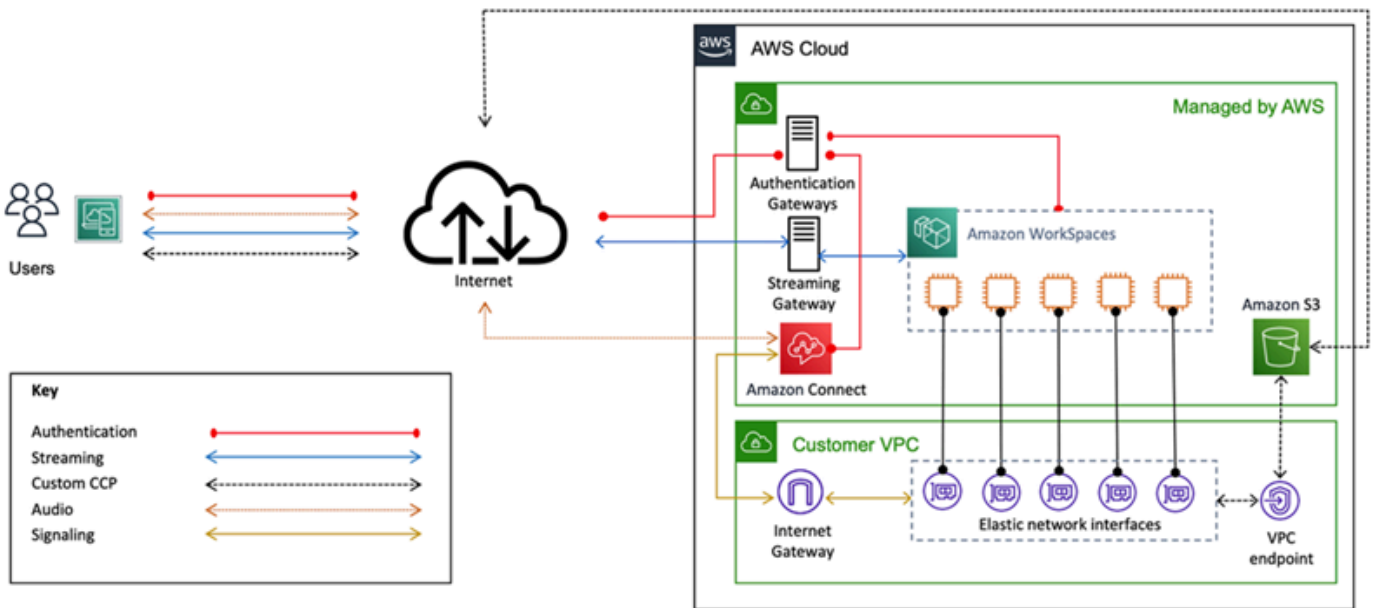 aws
AWS Cloud
Managed by AWS
Authentication
Gateways
Amazon WorkSpaces
Users
Internet
Streaming
Gateway
Amazon S3
Amazon Connect
Key
Authentication
Streaming
Custom CCP
Audio
Signaling
Customer VPC
Elastic network interfaces
Internet
Gateway
VPC
endpoint